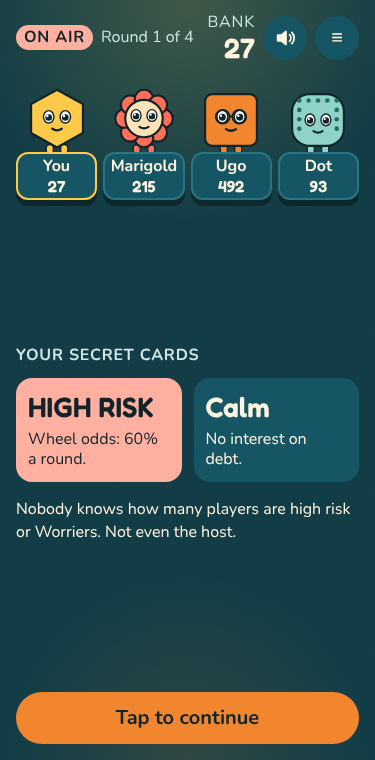 ON AIR
Round 1 of 4
BANK
27
You
27
Marigold
215
Ugo
492
Dot
93
YOUR SECRET CARDS
HIGH RISK
Wheel odds: 60%
a round.
Calm
No interest on
debt.
Nobody knows how many players are high risk
or Worriers. Not even the host.
Tap to continue